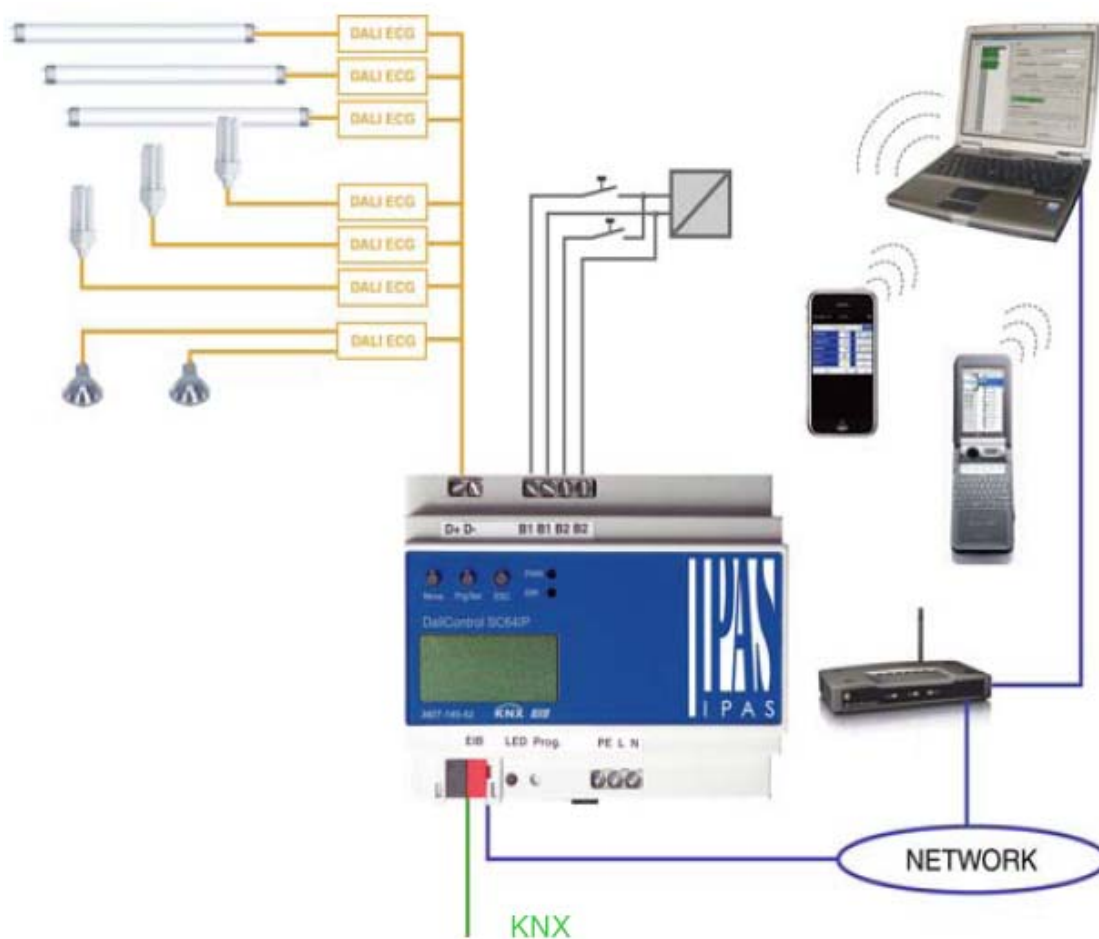 DALI ECG
DALI ECG
DALI ECG
DALI ECG
DALI ECG
DALI ECG
DALI ECG
D+ D-
B1 B1 B2 B2
Prg/Set ESC
DaliControl SC64IP
KNX EIB
IPAS
IPAS
EIB LED Prog. PE L N
NETWORK
KNX